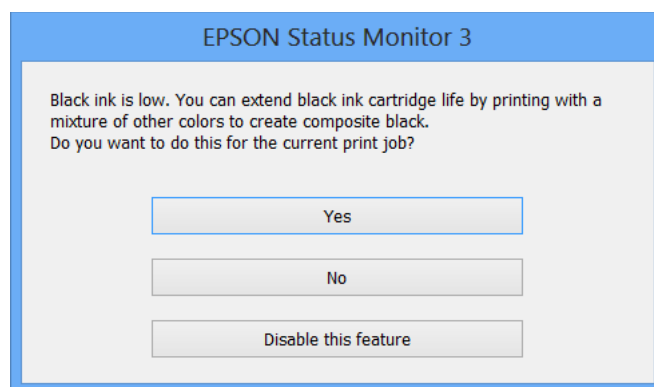 EPSON Status Monitor 3
Black ink is low. You can extend black ink cartridge life by printing with a
mixture of other colors to create composite black.
Do you want to do this for the current print job?
Yes
No
Disable this feature